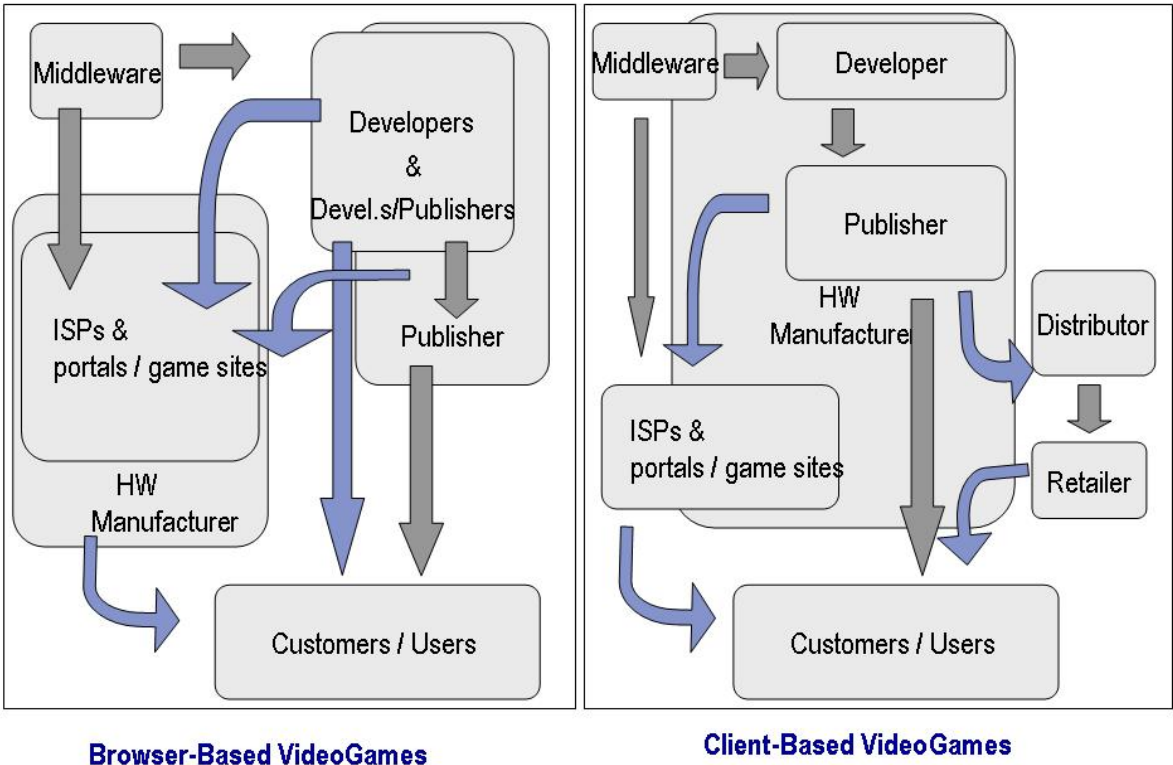 Middleware
Developers
&
Devel.s/Publishers
ISPs &
portals / game sites
Publisher
HW
Manufacturer
Customers / Users
Browser-Based VideoGames
Middleware
Developer
Publisher
HW
Manufacturer
Distributor
ISPs &
portals / game sites
Retailer
Customers / Users
Client-Based VideoGames